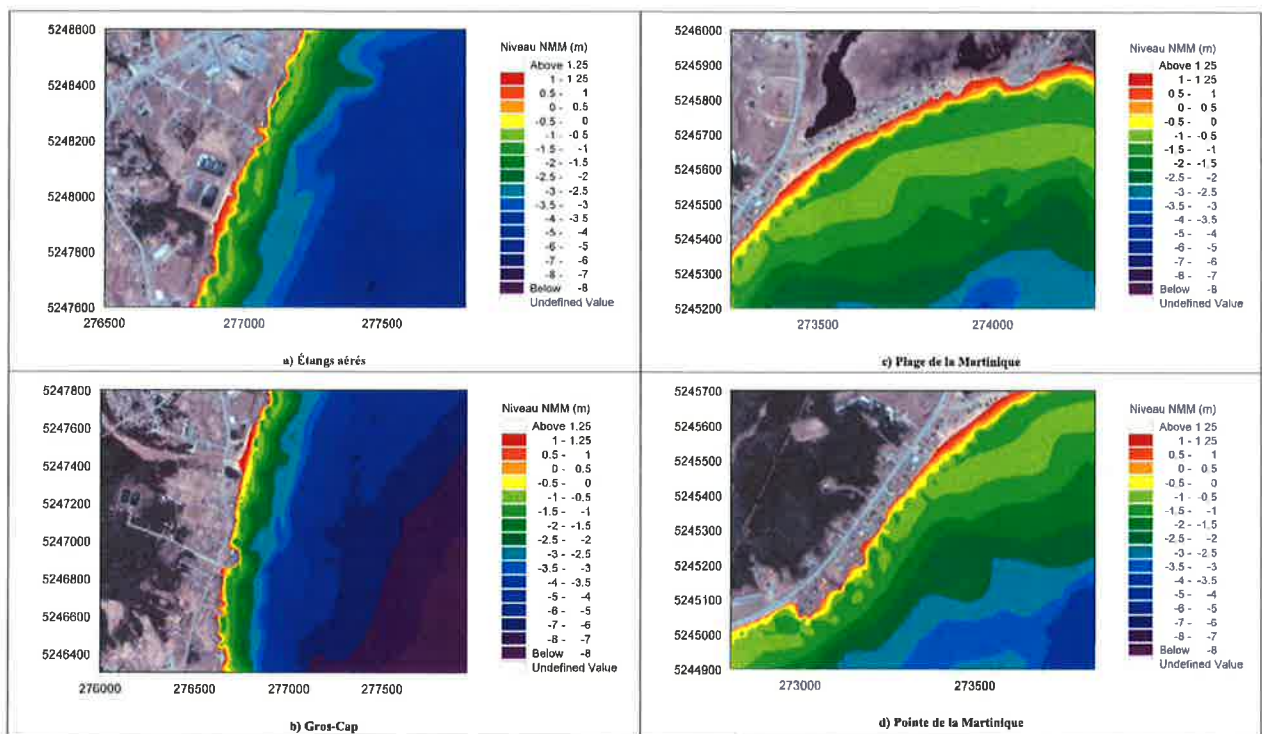 5248600
5248400
5248200
5248000
5247800
5247600
276500 277000 277500
Niveau NMM (m)
Above 1.25
1 - 1.25
0.5 - 1
0 - 0.5
-0.5 - 0
-1 - -0.5
-1.5 - -1
-2 - -1.5
-2.5 - -2
-3 - -2.5
-3.5 - -3
-4 - -3.5
-5 - -4
-6 - -5
-7 - -6
-8 - -7
Below -8
Undefined Value
a) Étangs aérés
5246000
5245900
5245800
5245700
5245600
5245500
5245400
5245300
5245200
273500 274000
Niveau NMM (m)
Above 1 25
1 - 1 25
0.5 - 1
0 - 0.5
-0.5 - 0
-1 - -0.5
-1.5 - -1
-2 - -1.5
-2.5 - -2
-3 - -2.5
-3.5 - -3
-4 - -3.5
-5 - -4
-6 - -5
-7 - -6
-8 - -7
Below -8
Undefined Value
c) Plage de la Martinique
5247800
5247600
5247400
5247200
5247000
5246800
5246600
5246400
276000 276500 277000 277500
Niveau NMM (m)
Above 1.25
1 - 1.25
0.5 - 1
0 - 0.5
-0.5 - 0
-1 - -0.5
-1.5 - -1
-2 - -1.5
-2.5 - -2
-3 - -2.5
-3.5 - -3
-4 - -3.5
-5 - -4
-6 - -5
-7 - -6
-8 - -7
Below -8
Undefined Value
b) Gros-Cap
5245700
5245600
5245500
5245400
5245300
5245200
5245100
5245000
5244900
273000 273500
Niveau NMM (m)
Above 1 25
1 - 1.25
0.5 - 1
0 - 0.5
-0.5 - 0
-1 - -0.5
-1.5 - -1
-2 - -1.5
-2.5 - -2
-3 - -2.5
-3.5 - -3
-4 - -3.5
-5 - -4
-6 - -5
-7 - -6
-8 - -7
Below -8
Undefined Value
d) Pointe de la Martinique